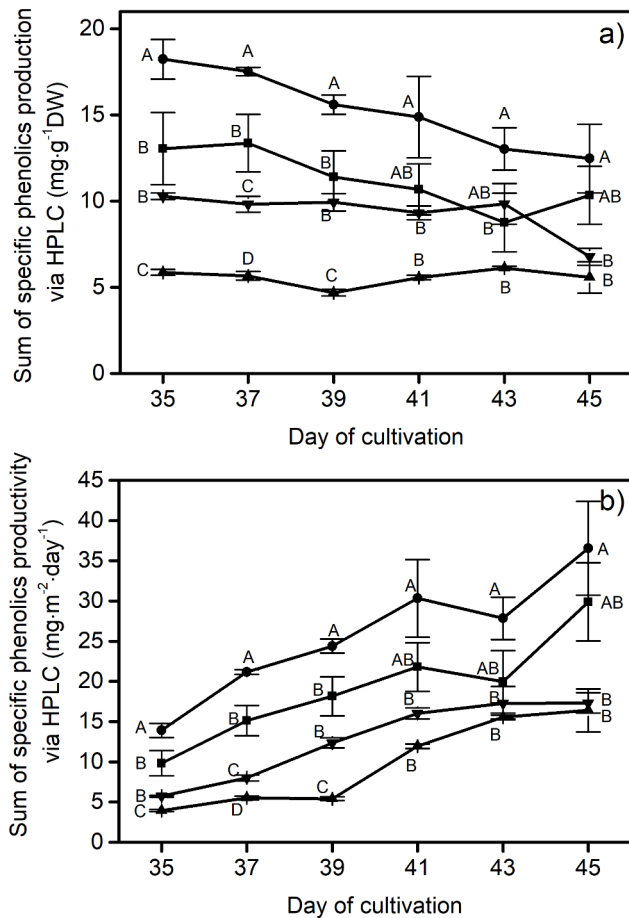 a)
Sum of specific phenolics production
via HPLC (mg·g⁻¹DW)
20
15
10
5
0
A A A A A A
B B B AB B AB
B C B B AB B
C D C B B B
35 37 39 41 43 45
Day of cultivation
b)
Sum of specific phenolics productivity
via HPLC (mg·m⁻²·day⁻¹)
45
40
35
30
25
20
15
10
5
0
A A A A A A
B B B AB AB AB
B C B B B B
C D C B B B
35 37 39 41 43 45
Day of cultivation